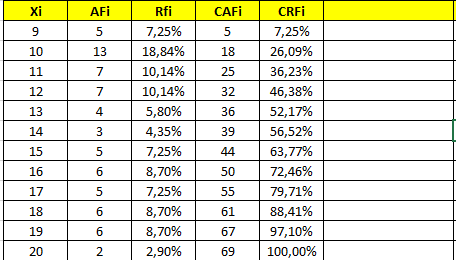 Xi AFi Rfi CAFi CRFi
9 5 7,25% 5 7,25%
10 13 18,84% 18 26,09%
11 7 10,14% 25 36,23%
12 7 10,14% 32 46,38%
13 4 5,80% 36 52,17%
14 3 4,35% 39 56,52%
15 5 7,25% 44 63,77%
16 6 8,70% 50 72,46%
17 5 7,25% 55 79,71%
18 6 8,70% 61 88,41%
19 6 8,70% 67 97,10%
20 2 2,90% 69 100,00%